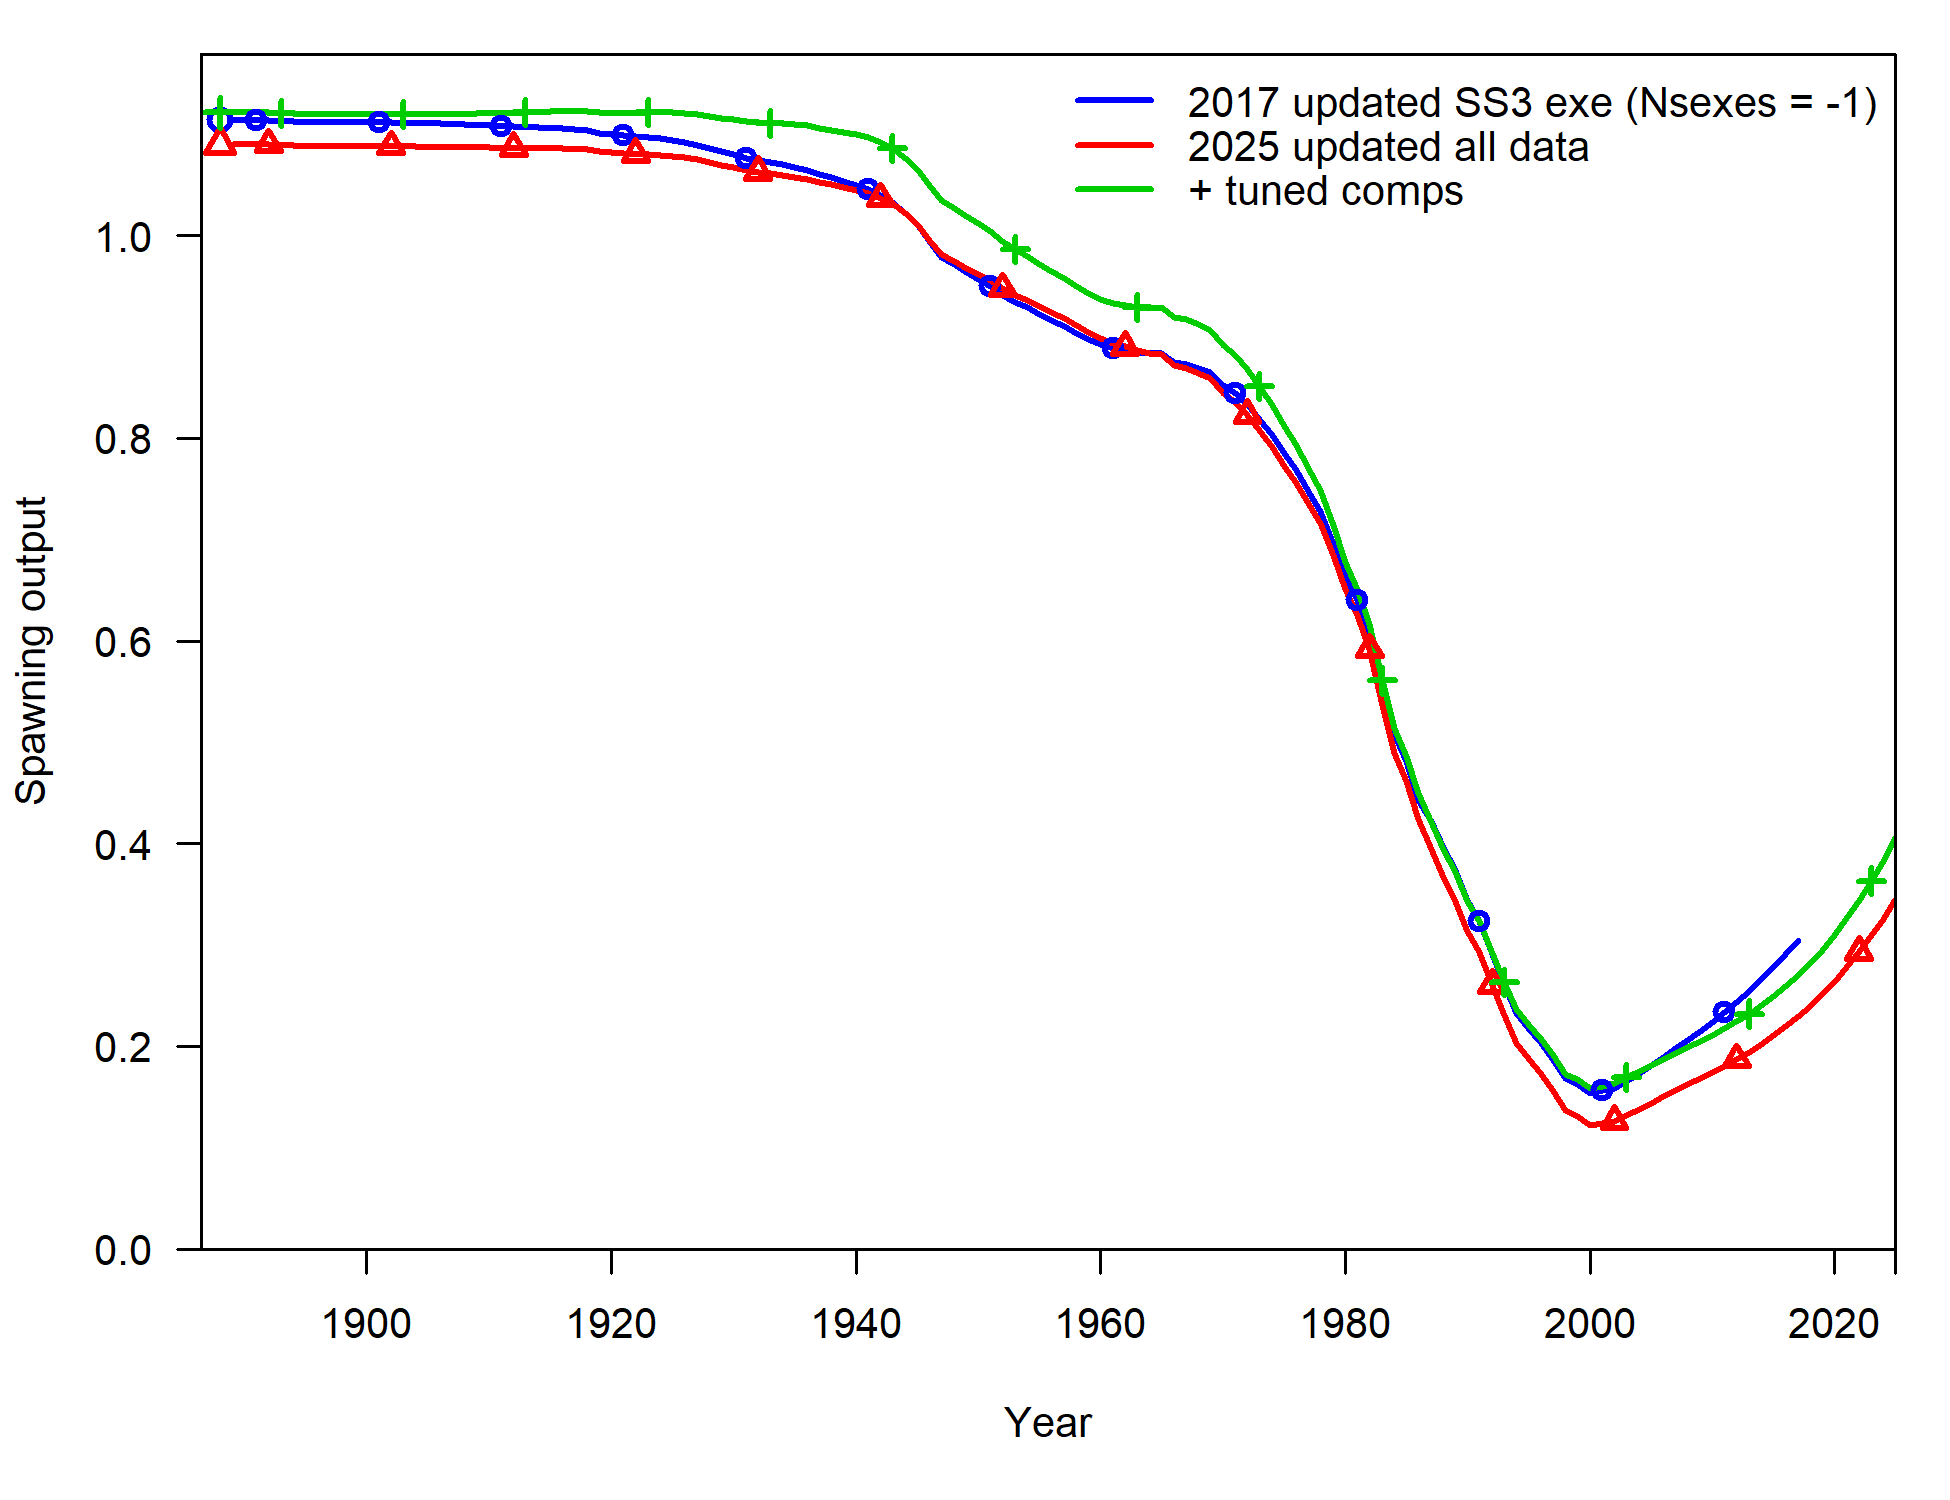 2017 updated SS3 exe (Nsexes = -1)
2025 updated all data
+ tuned comps
Spawning output
1.0
0.8
0.6
0.4
0.2
0.0
1900 1920 1940 1960 1980 2000 2020
Year